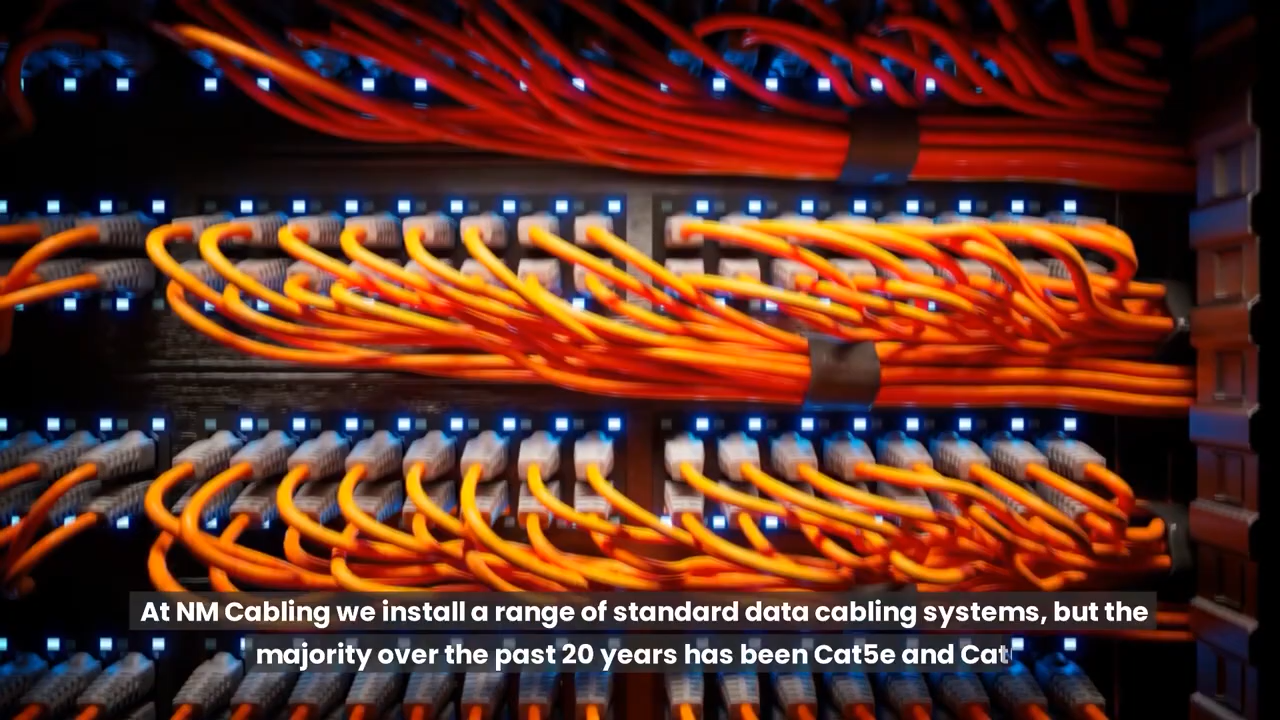 At NM Cabling we install a range of standard data cabling systems, but the
majority over the past 20 years has been Cat5e and Cat